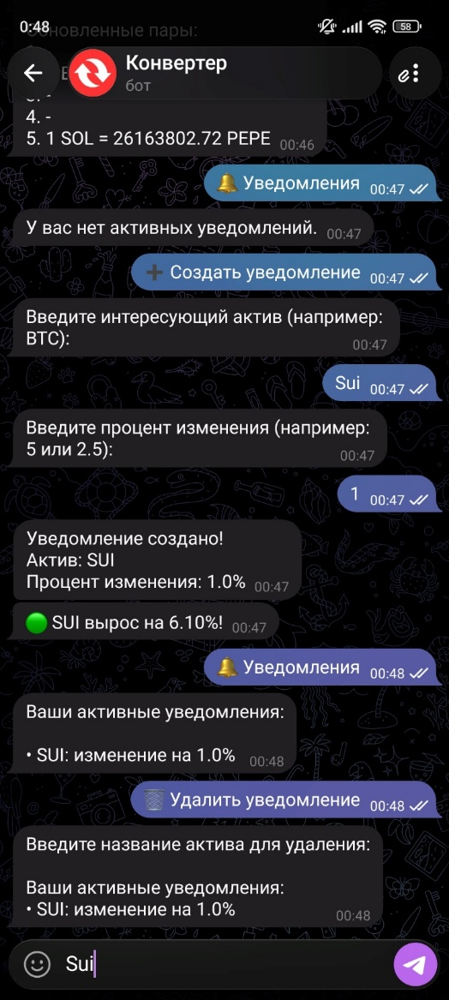 0:48
58
Обновленные пары:
Конвертер
бот
4. -
5. 1 SOL = 26163802.72 PEPE 00:46
🔔 Уведомления 00:47
У вас нет активных уведомлений. 00:47
➕ Создать уведомление 00:47
Введите интересующий актив (например:
BTC): 00:47
Sui 00:47
Введите процент изменения (например:
5 или 2.5): 00:47
1 00:47
Уведомление создано!
Актив: SUI
Процент изменения: 1.0% 00:47
🟢 SUI вырос на 6.10%! 00:47
🔔 Уведомления 00:48
Ваши активные уведомления:
• SUI: изменение на 1.0% 00:48
🗑 Удалить уведомление 00:48
Введите название актива для удаления:
Ваши активные уведомления:
• SUI: изменение на 1.0% 00:48
Sui